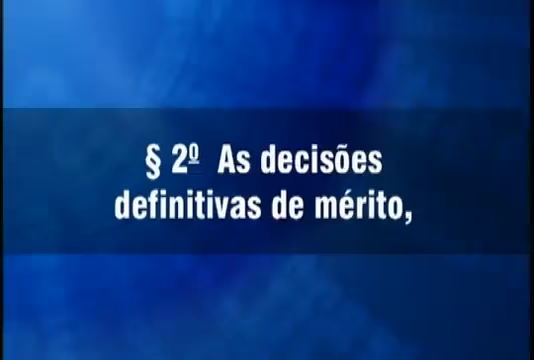 § 2º As decisões
definitivas de mérito,